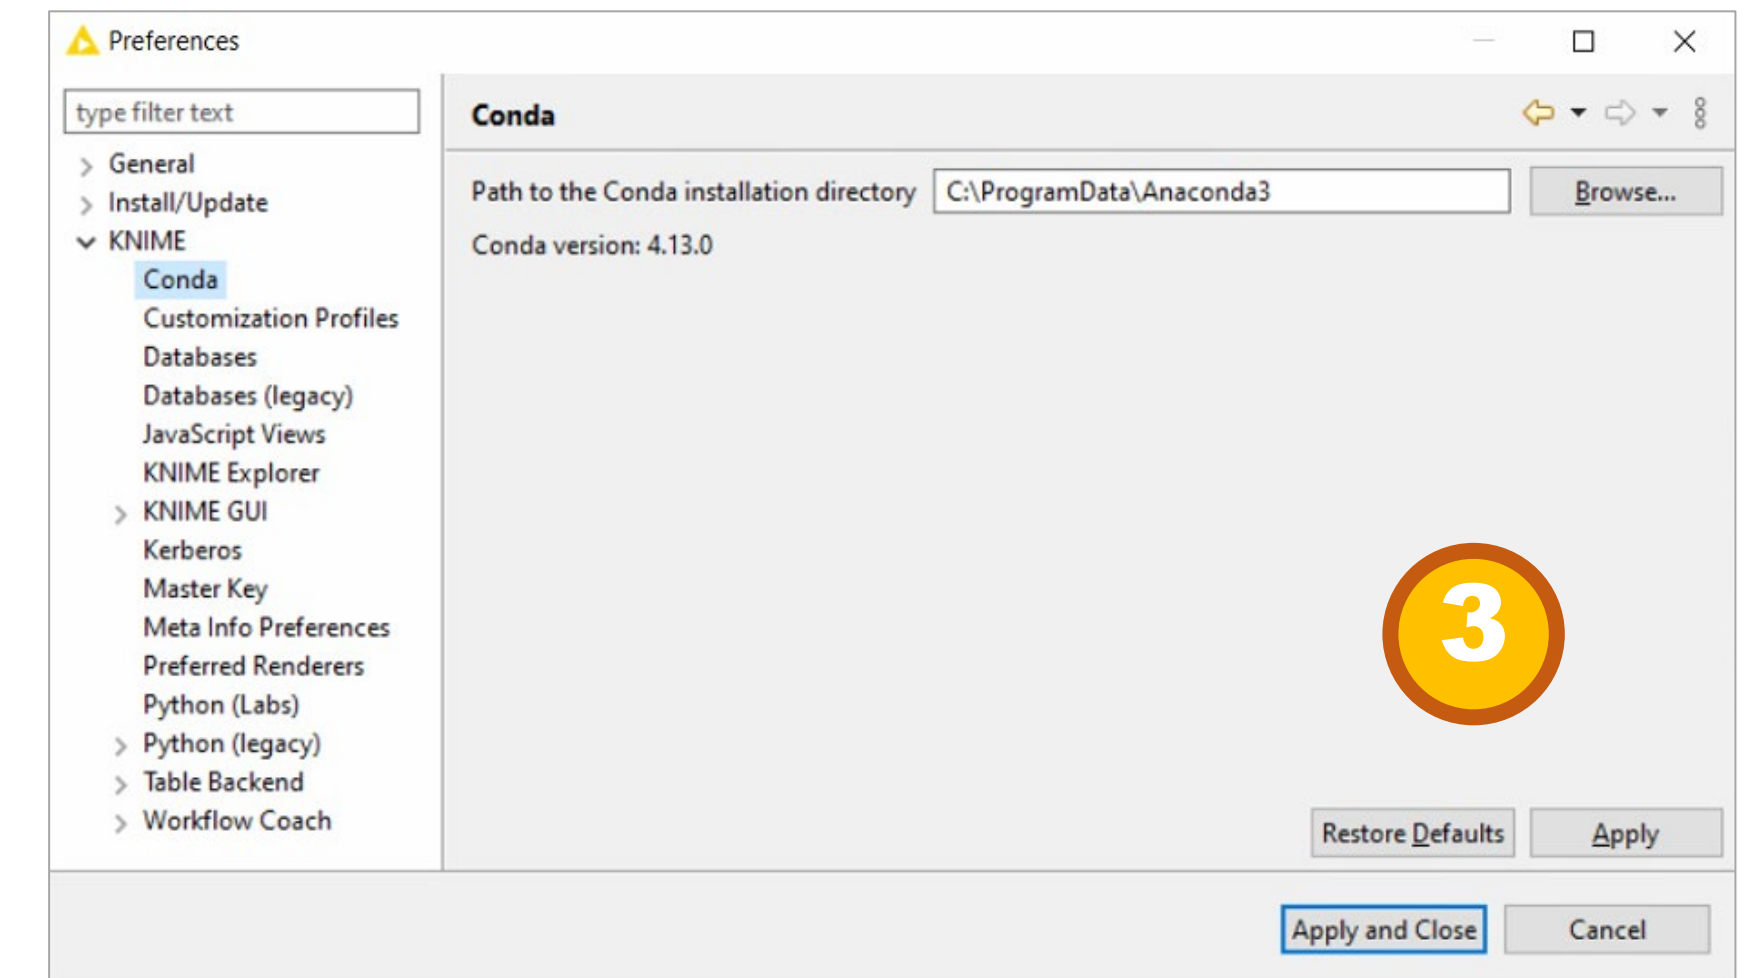 Preferences
type filter text
General
Install/Update
KNIME
Conda
Customization Profiles
Databases
Databases (legacy)
JavaScript Views
KNIME Explorer
KNIME GUI
Kerberos
Master Key
Meta Info Preferences
Preferred Renderers
Python (Labs)
Python (legacy)
Table Backend
Workflow Coach
Conda
Path to the Conda installation directory C:\ProgramData\Anaconda3 Browse...
Conda version: 4.13.0
3
Restore Defaults Apply
Apply and Close Cancel